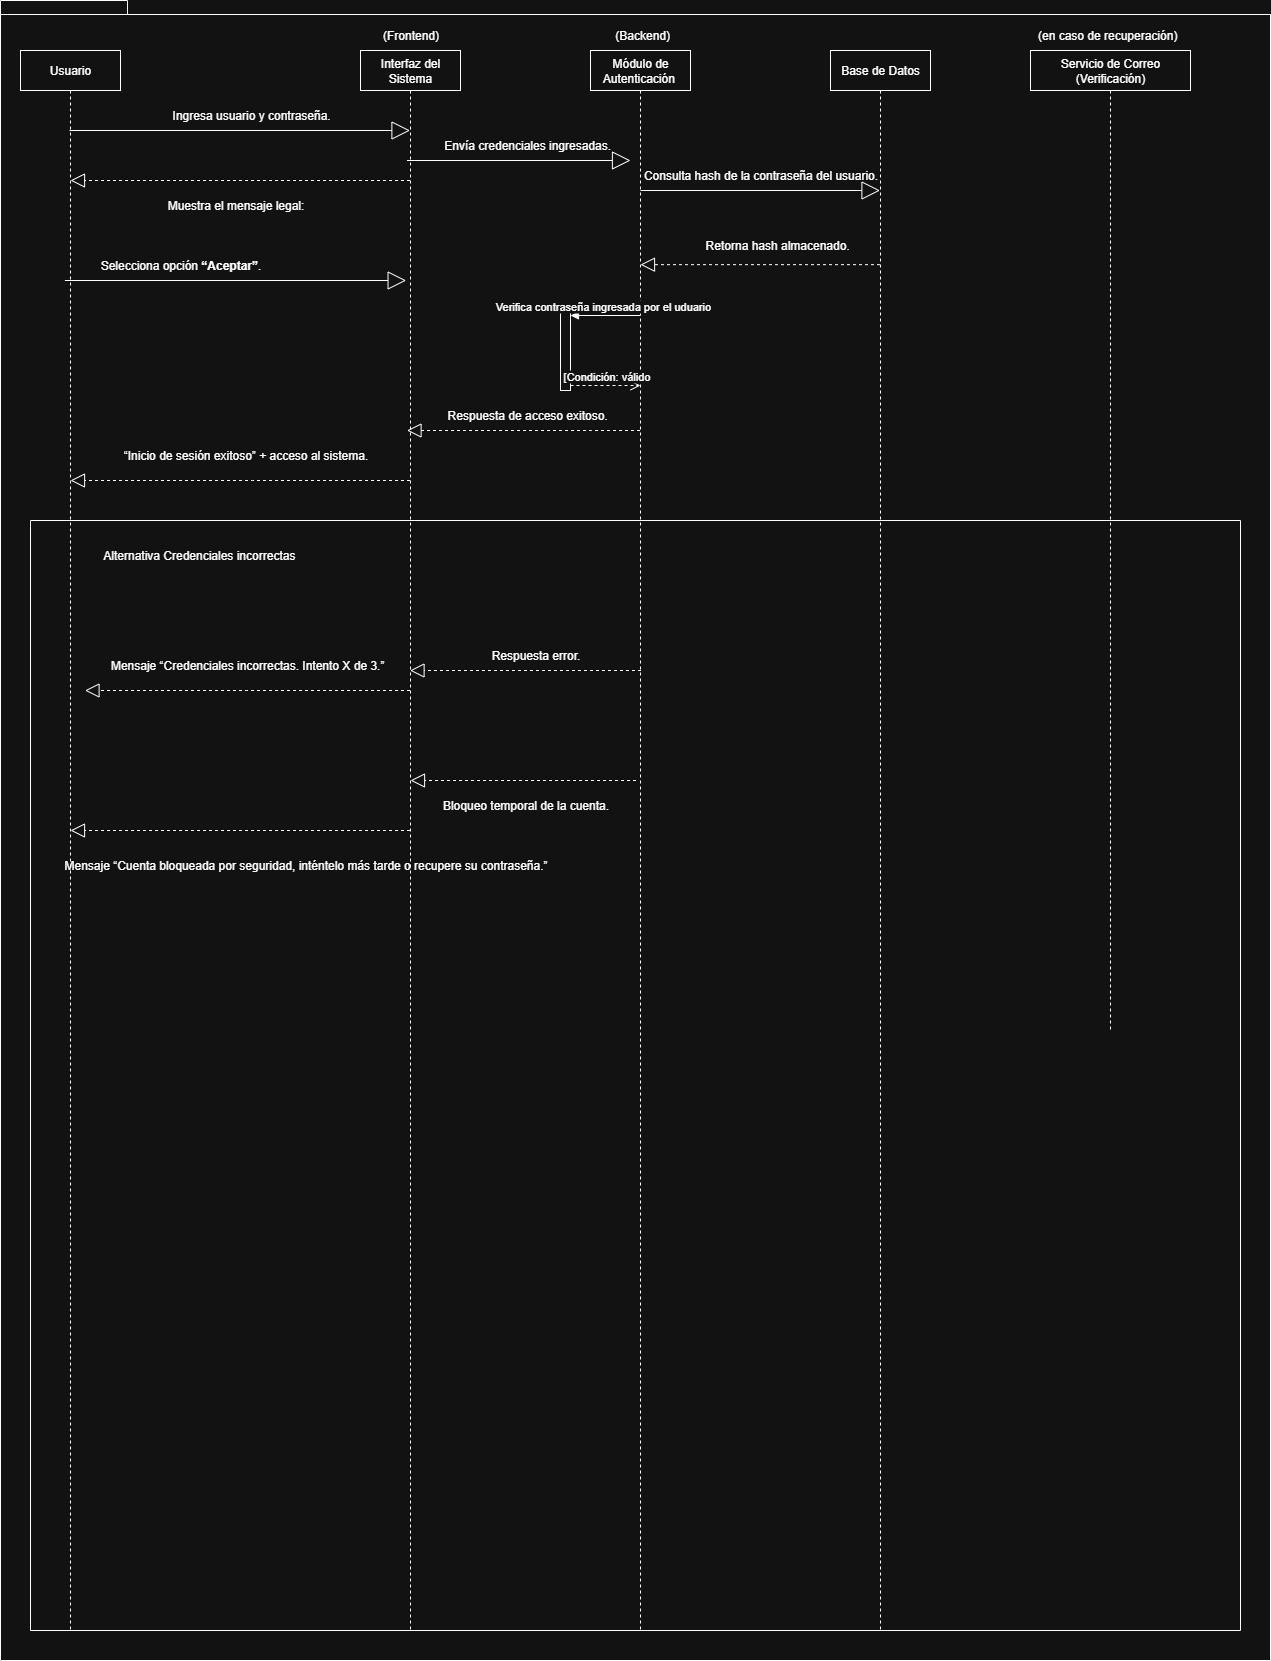 (Frontend)
(Backend)
(en caso de recuperación)
Usuario
Interfaz del
Sistema
Módulo de
Autenticación
Base de Datos
Servicio de Correo
(Verificación)
Ingresa usuario y contraseña.
Envía credenciales ingresadas.
Consulta hash de la contraseña del usuario.
Muestra el mensaje legal:
Retorna hash almacenado.
Selecciona opción “Aceptar”.
Verifica contraseña ingresada por el uduario
[Condición: válido
Respuesta de acceso exitoso.
“Inicio de sesión exitoso” + acceso al sistema.
Alternativa Credenciales incorrectas
Respuesta error.
Mensaje “Credenciales incorrectas. Intento X de 3.”
Bloqueo temporal de la cuenta.
Mensaje “Cuenta bloqueada por seguridad, inténtelo más tarde o recupere su contraseña.”